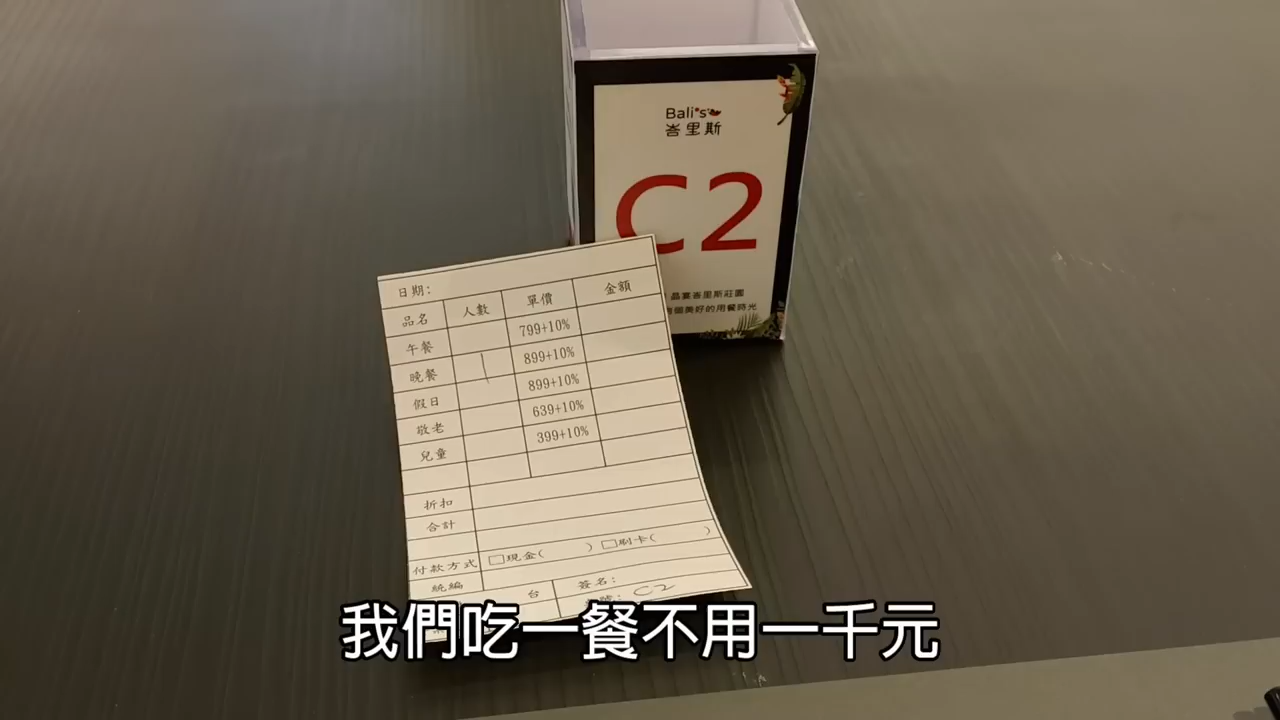 Bali's
峇里斯
C2
晶宴峇里斯莊園
個美好的用餐時光
日期：
品名 人數 單價 金額
午餐 799+10%
晚餐 | 899+10%
假日 899+10%
敬老 639+10%
兒童 399+10%
折扣
合計
付款方式 □現金( ) □刷卡( )
統編
台 簽名：
號：C2
我們吃一餐不用一千元